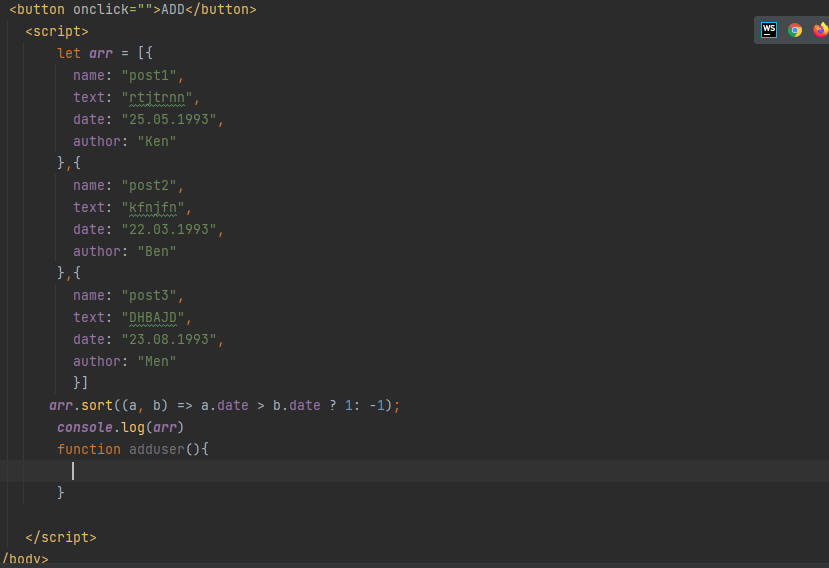 <button onclick="">ADD</button>
<script>
WS
let arr = [{
name: "post1",
text: "rtjtrnn",
date: "25.05.1993",
author: "Ken"
},{
name: "post2",
text: "kfnjfn",
date: "22.03.1993",
author: "Ben"
},{
name: "post3",
text: "DHBAJD",
date: "23.08.1993",
author: "Men"
}]
arr.sort((a, b) => a.date > b.date ? 1: -1);
console.log(arr)
function adduser(){
}
</script>
/body>